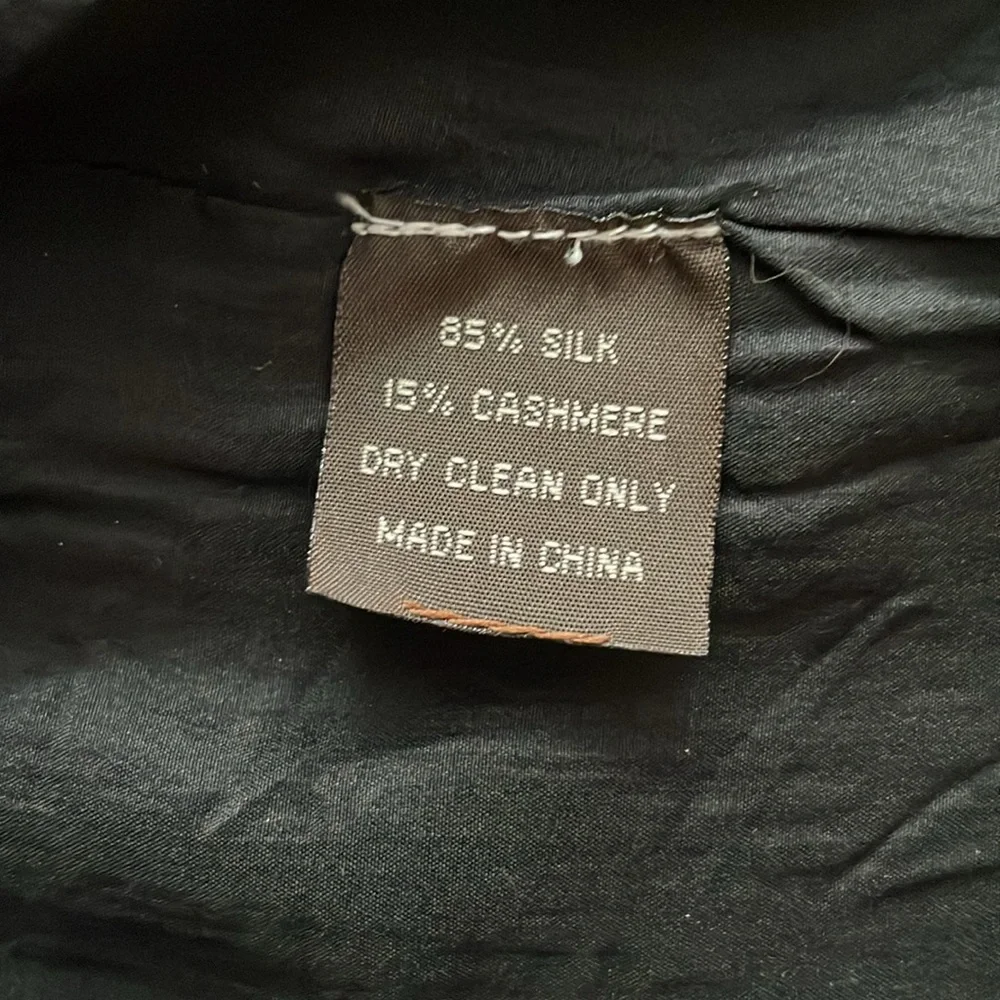 85% SILK
15% CASHMERE
DRY CLEAN ONLY
MADE IN CHINA